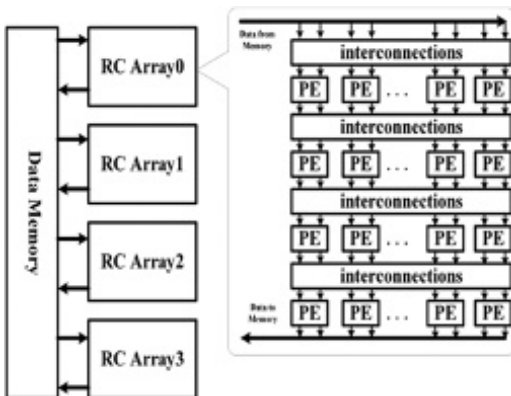 Data Memory
RC Array0
RC Array1
RC Array2
RC Array3
Data from
Memory
interconnections
PE PE ... PE PE
interconnections
PE PE ... PE PE
interconnections
PE PE ... PE PE
interconnections
Data to
Memory
PE PE ... PE PE